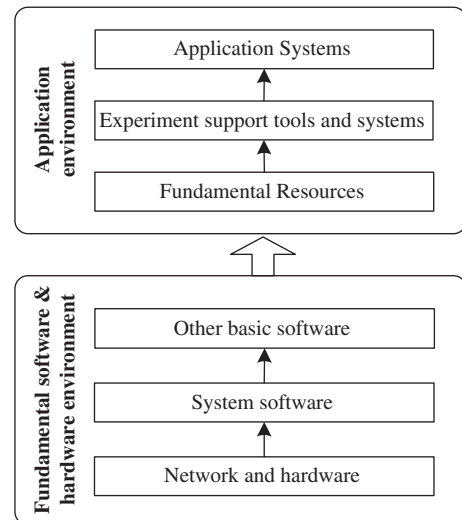 Application
environment
Application Systems
Experiment support tools and systems
Fundamental Resources
Fundamental software &
hardware environment
Other basic software
System software
Network and hardware